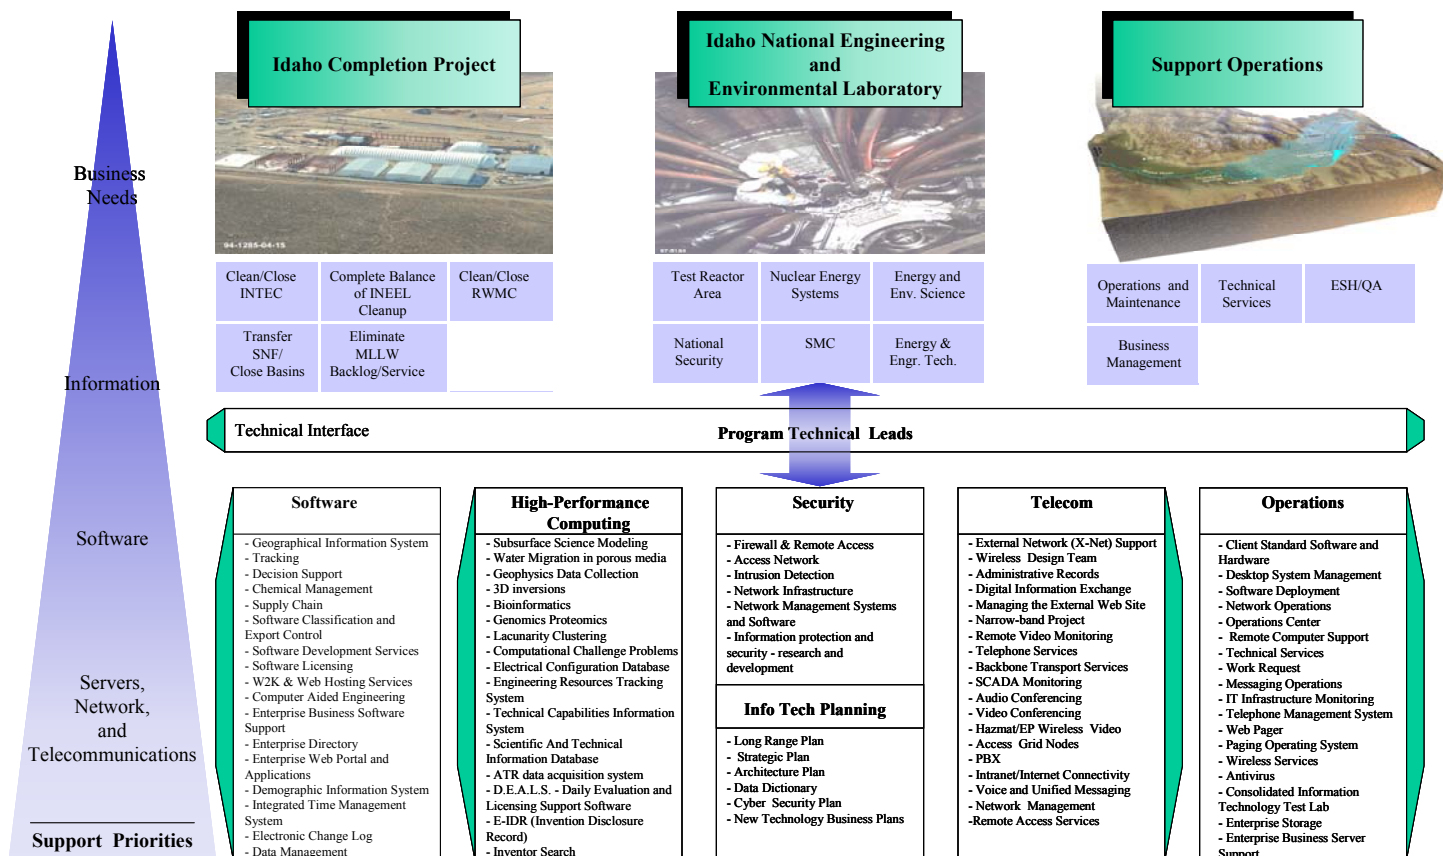 Idaho Completion Project
Idaho National Engineering
and
Environmental Laboratory
Support Operations
94-1285-04-15
Business
Needs
Information
Software
Servers,
Network,
and
Telecommunications
Support Priorities
Clean/Close
INTEC
Complete Balance
of INEEL
Cleanup
Clean/Close
RWMC
Transfer
SNF/
Close Basins
Eliminate
MLLW
Backlog/Service
Test Reactor
Area
Nuclear Energy
Systems
Energy and
Env. Science
National
Security
SMC
Energy &
Engr. Tech.
Operations and
Maintenance
Technical
Services
ESH/QA
Business
Management
Technical Interface
Program Technical Leads
Software
- Geographical Information System
- Tracking
- Decision Support
- Chemical Management
- Supply Chain
- Software Classification and
Export Control
- Software Development Services
- Software Licensing
- W2K & Web Hosting Services
- Computer Aided Engineering
- Enterprise Business Software
Support
- Enterprise Directory
- Enterprise Web Portal and
Applications
- Demographic Information System
- Integrated Time Management
System
- Electronic Change Log
- Data Management
High-Performance
Computing
- Subsurface Science Modeling
- Water Migration in porous media
- Geophysics Data Collection
- 3D inversions
- Bioinformatics
- Genomics Proteomics
- Lacunarity Clustering
- Computational Challenge Problems
- Electrical Configuration Database
- Engineering Resources Tracking
System
- Technical Capabilities Information
System
- Scientific And Technical
Information Database
- ATR data acquisition system
- D.E.A.L.S. - Daily Evaluation and
Licensing Support Software
- E-IDR (Invention Disclosure
Record)
- Inventor Search
Security
- Firewall & Remote Access
- Access Network
- Intrusion Detection
- Network Infrastructure
- Network Management Systems
and Software
- Information protection and
security - research and
development
Info Tech Planning
- Long Range Plan
- Strategic Plan
- Architecture Plan
- Data Dictionary
- Cyber Security Plan
- New Technology Business Plans
Telecom
- External Network (X-Net) Support
- Wireless Design Team
- Administrative Records
- Digital Information Exchange
- Managing the External Web Site
- Narrow-band Project
- Remote Video Monitoring
- Telephone Services
- Backbone Transport Services
- SCADA Monitoring
- Audio Conferencing
- Video Conferencing
- Hazmat/EP Wireless Video
- Access Grid Nodes
- PBX
- Intranet/Internet Connectivity
- Voice and Unified Messaging
- Network Management
-Remote Access Services
Operations
- Client Standard Software and
Hardware
- Desktop System Management
- Software Deployment
- Network Operations
- Operations Center
- Remote Computer Support
- Technical Services
- Work Request
- Messaging Operations
- IT Infrastructure Monitoring
- Telephone Management System
- Web Pager
- Paging Operating System
- Wireless Services
- Antivirus
- Consolidated Information
Technology Test Lab
- Enterprise Storage
- Enterprise Business Server
Support